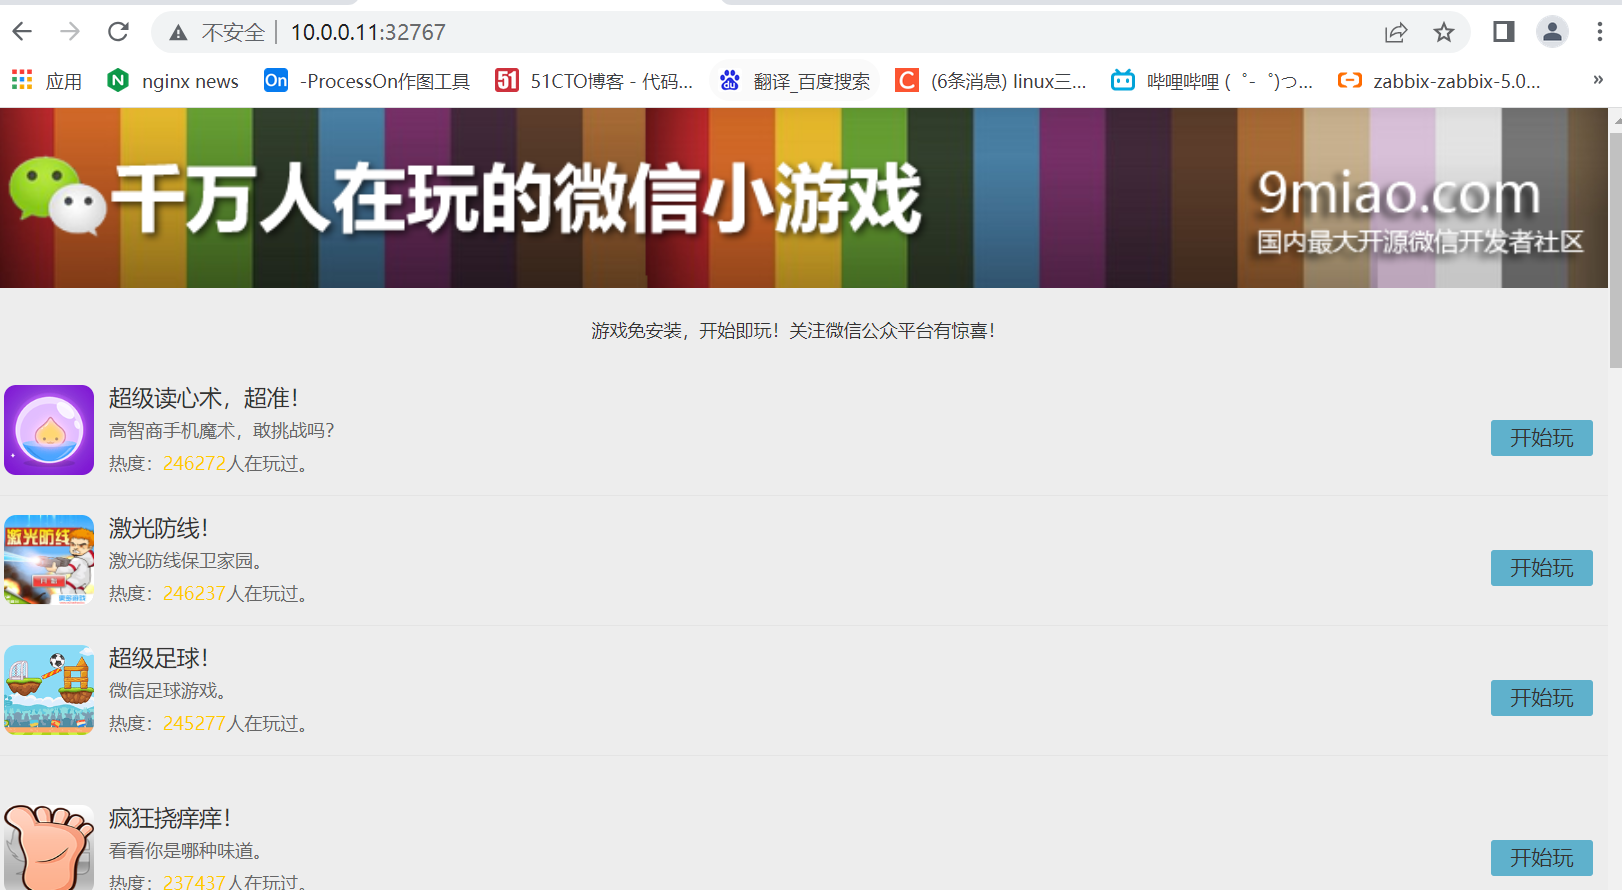 不安全 | 10.0.0.11:32767
应用 nginx news On -ProcessOn作图工具 51 51CTO博客 - 代码... 翻译_百度搜索 C (6条消息) linux三... 哔哩哔哩 ( ゜- ゜)つ... zabbix-zabbix-5.0... »
千万人在玩的微信小游戏
9miao.com
国内最大开源微信开发者社区
游戏免安装，开始即玩！关注微信公众平台有惊喜！
超级读心术，超准！
高智商手机魔术，敢挑战吗？
开始玩
热度：246272人在玩过。
激光防线
激光防线！
激光防线保卫家园。
开始玩
热度：246237人在玩过。
超级足球！
微信足球游戏。
开始玩
热度：245277人在玩过。
疯狂挠痒痒！
看看你是哪种味道。
开始玩
热度：237437人在玩过。